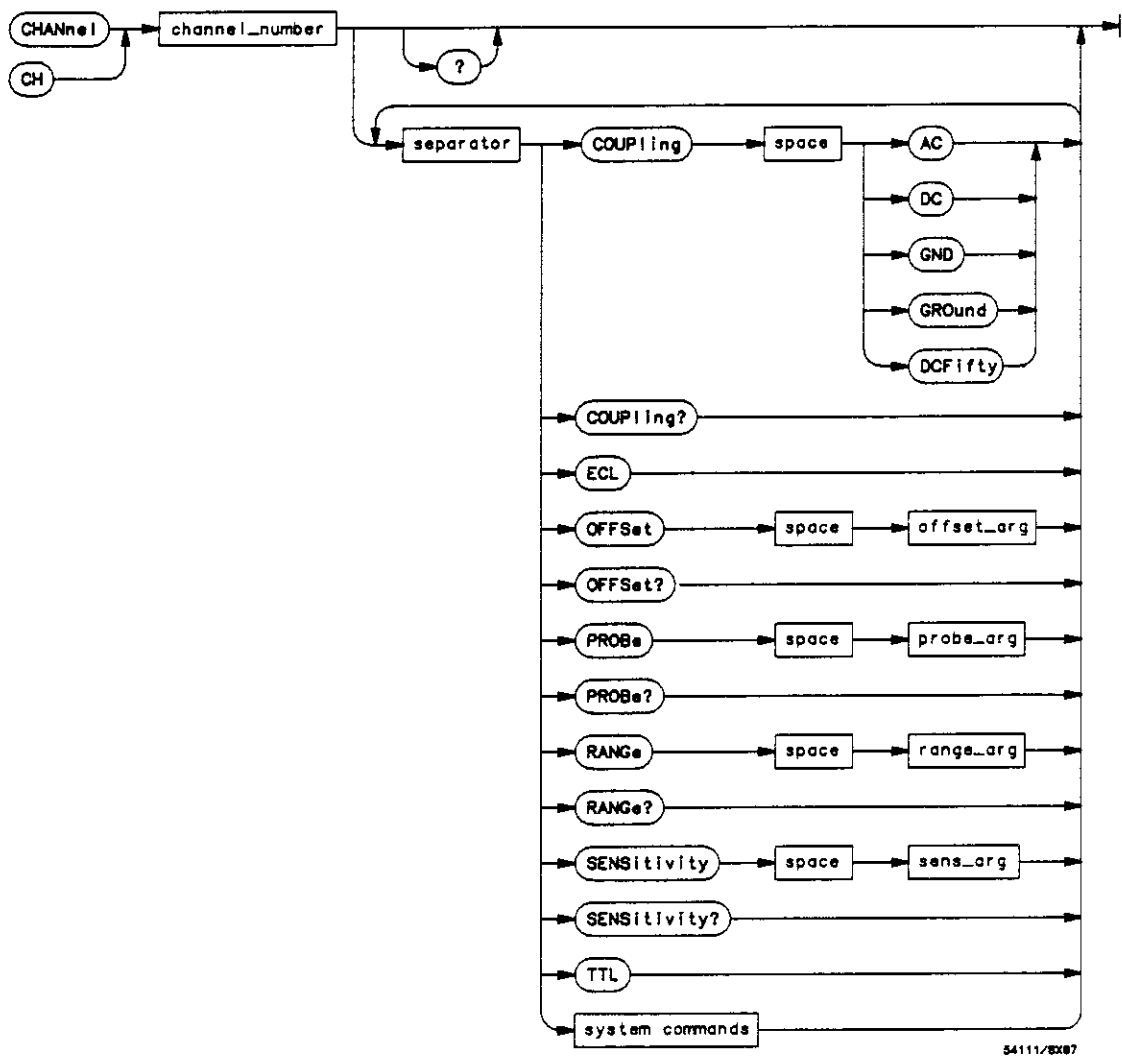 CHANnel channel_number
CH ?
separator COUPling space AC
DC
GND
GROund
DCFifty
COUPling?
ECL
OFFSet space offset_arg
OFFSet?
PROBe space probe_arg
PROBe?
RANGe space range_arg
RANGe?
SENSitivity space sens_arg
SENSitivity?
TTL
system commands
54111/BX07